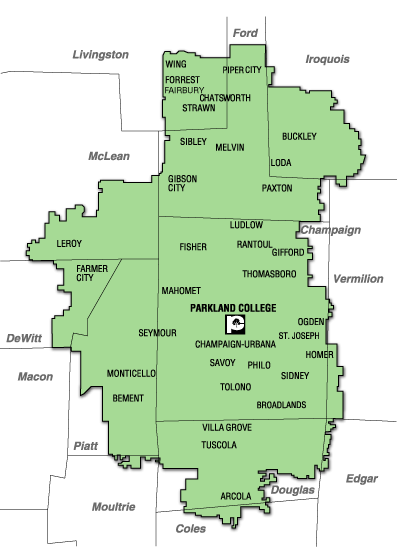 Ford
Livingston
Iroquois
WING
PIPER CITY
FORREST
FAIRBURY
CHATSWORTH
STRAWN
BUCKLEY
SIBLEY
MELVIN
McLean
LODA
GIBSON
CITY
PAXTON
LUDLOW
Champaign
LEROY
FISHER
RANTOUL
GIFFORD
FARMER
CITY
THOMASBORO
Vermilion
MAHOMET
PARKLAND COLLEGE
OGDEN
SEYMOUR
ST. JOSEPH
DeWitt
CHAMPAIGN-URBANA
HOMER
SAVOY
PHILO
Macon
MONTICELLO
SIDNEY
TOLONO
BEMENT
BROADLANDS
VILLA GROVE
Piatt
TUSCOLA
Edgar
Douglas
ARCOLA
Moultrie
Coles